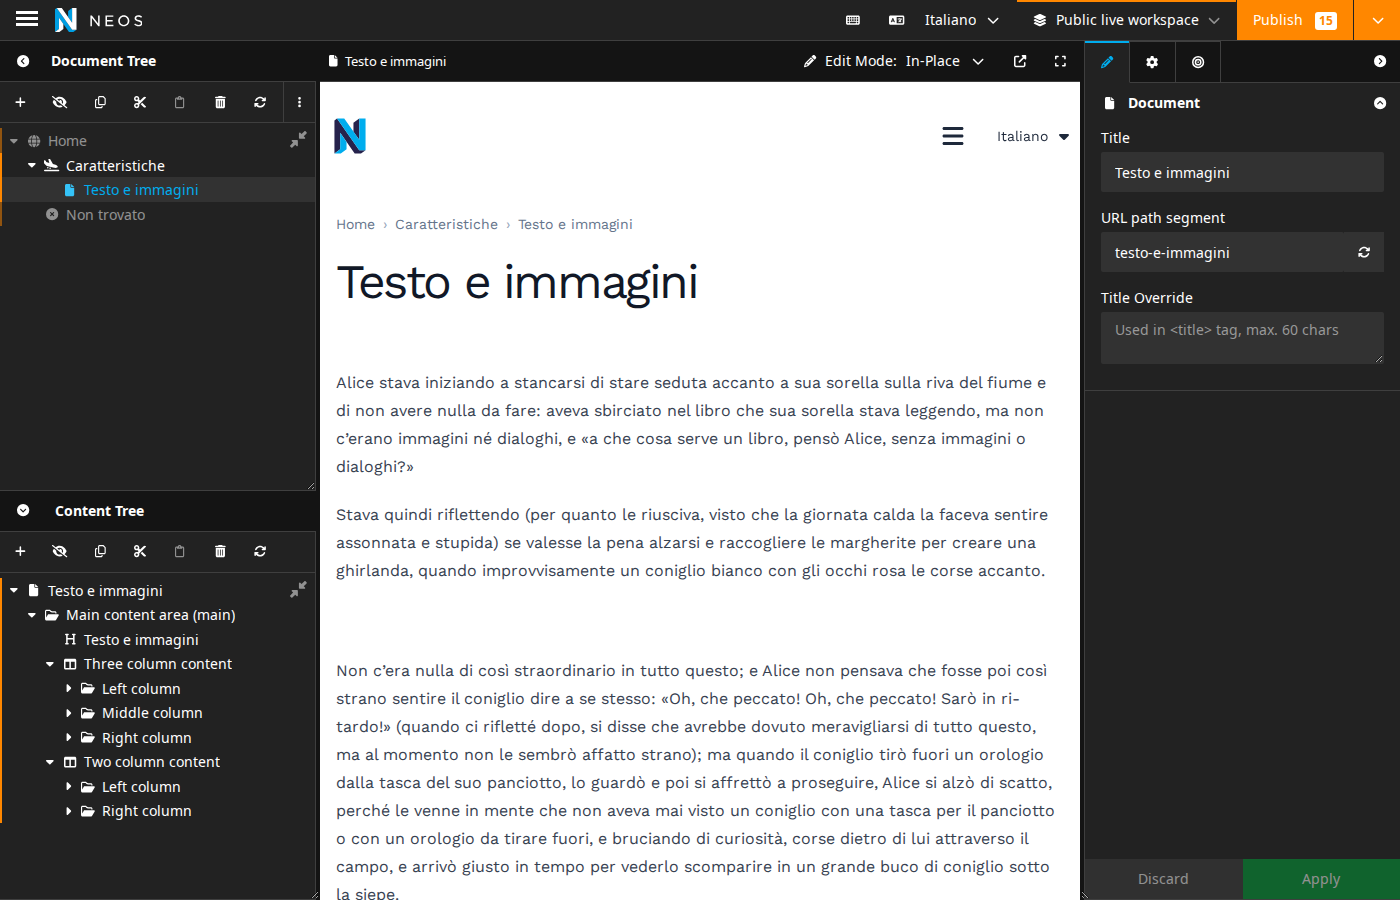 NEOS
Italiano
Public live workspace
Publish 15
Document Tree
Testo e immagini
Edit Mode: In-Place
Home
Caratteristiche
Testo e immagini
Non trovato
Content Tree
Testo e immagini
Main content area (main)
Testo e immagini
Three column content
Left column
Middle column
Right column
Two column content
Left column
Right column
Italiano
Home › Caratteristiche › Testo e immagini
Testo e immagini
Alice stava iniziando a stancarsi di stare seduta accanto a sua sorella sulla riva del fiume e
di non avere nulla da fare: aveva sbirciato nel libro che sua sorella stava leggendo, ma non
c’erano immagini né dialoghi, e «a che cosa serve un libro, pensò Alice, senza immagini o
dialoghi?»
Stava quindi riflettendo (per quanto le riusciva, visto che la giornata calda la faceva sentire
assonnata e stupida) se valesse la pena alzarsi e raccogliere le margherite per creare una
ghirlanda, quando improvvisamente un coniglio bianco con gli occhi rosa le corse accanto.
Non c’era nulla di così straordinario in tutto questo; e Alice non pensava che fosse poi così
strano sentire il coniglio dire a se stesso: «Oh, che peccato! Oh, che peccato! Sarò in ri-
tardo!» (quando ci rifletté dopo, si disse che avrebbe dovuto meravigliarsi di tutto questo,
ma al momento non le sembrò affatto strano); ma quando il coniglio tirò fuori un orologio
dalla tasca del suo panciotto, lo guardò e poi si affrettò a proseguire, Alice si alzò di scatto,
perché le venne in mente che non aveva mai visto un coniglio con una tasca per il panciotto
o con un orologio da tirare fuori, e bruciando di curiosità, corse dietro di lui attraverso il
campo, e arrivò giusto in tempo per vederlo scomparire in un grande buco di coniglio sotto
la siepe.
Document
Title
Testo e immagini
URL path segment
testo-e-immagini
Title Override
Used in <title> tag, max. 60 chars
Discard
Apply